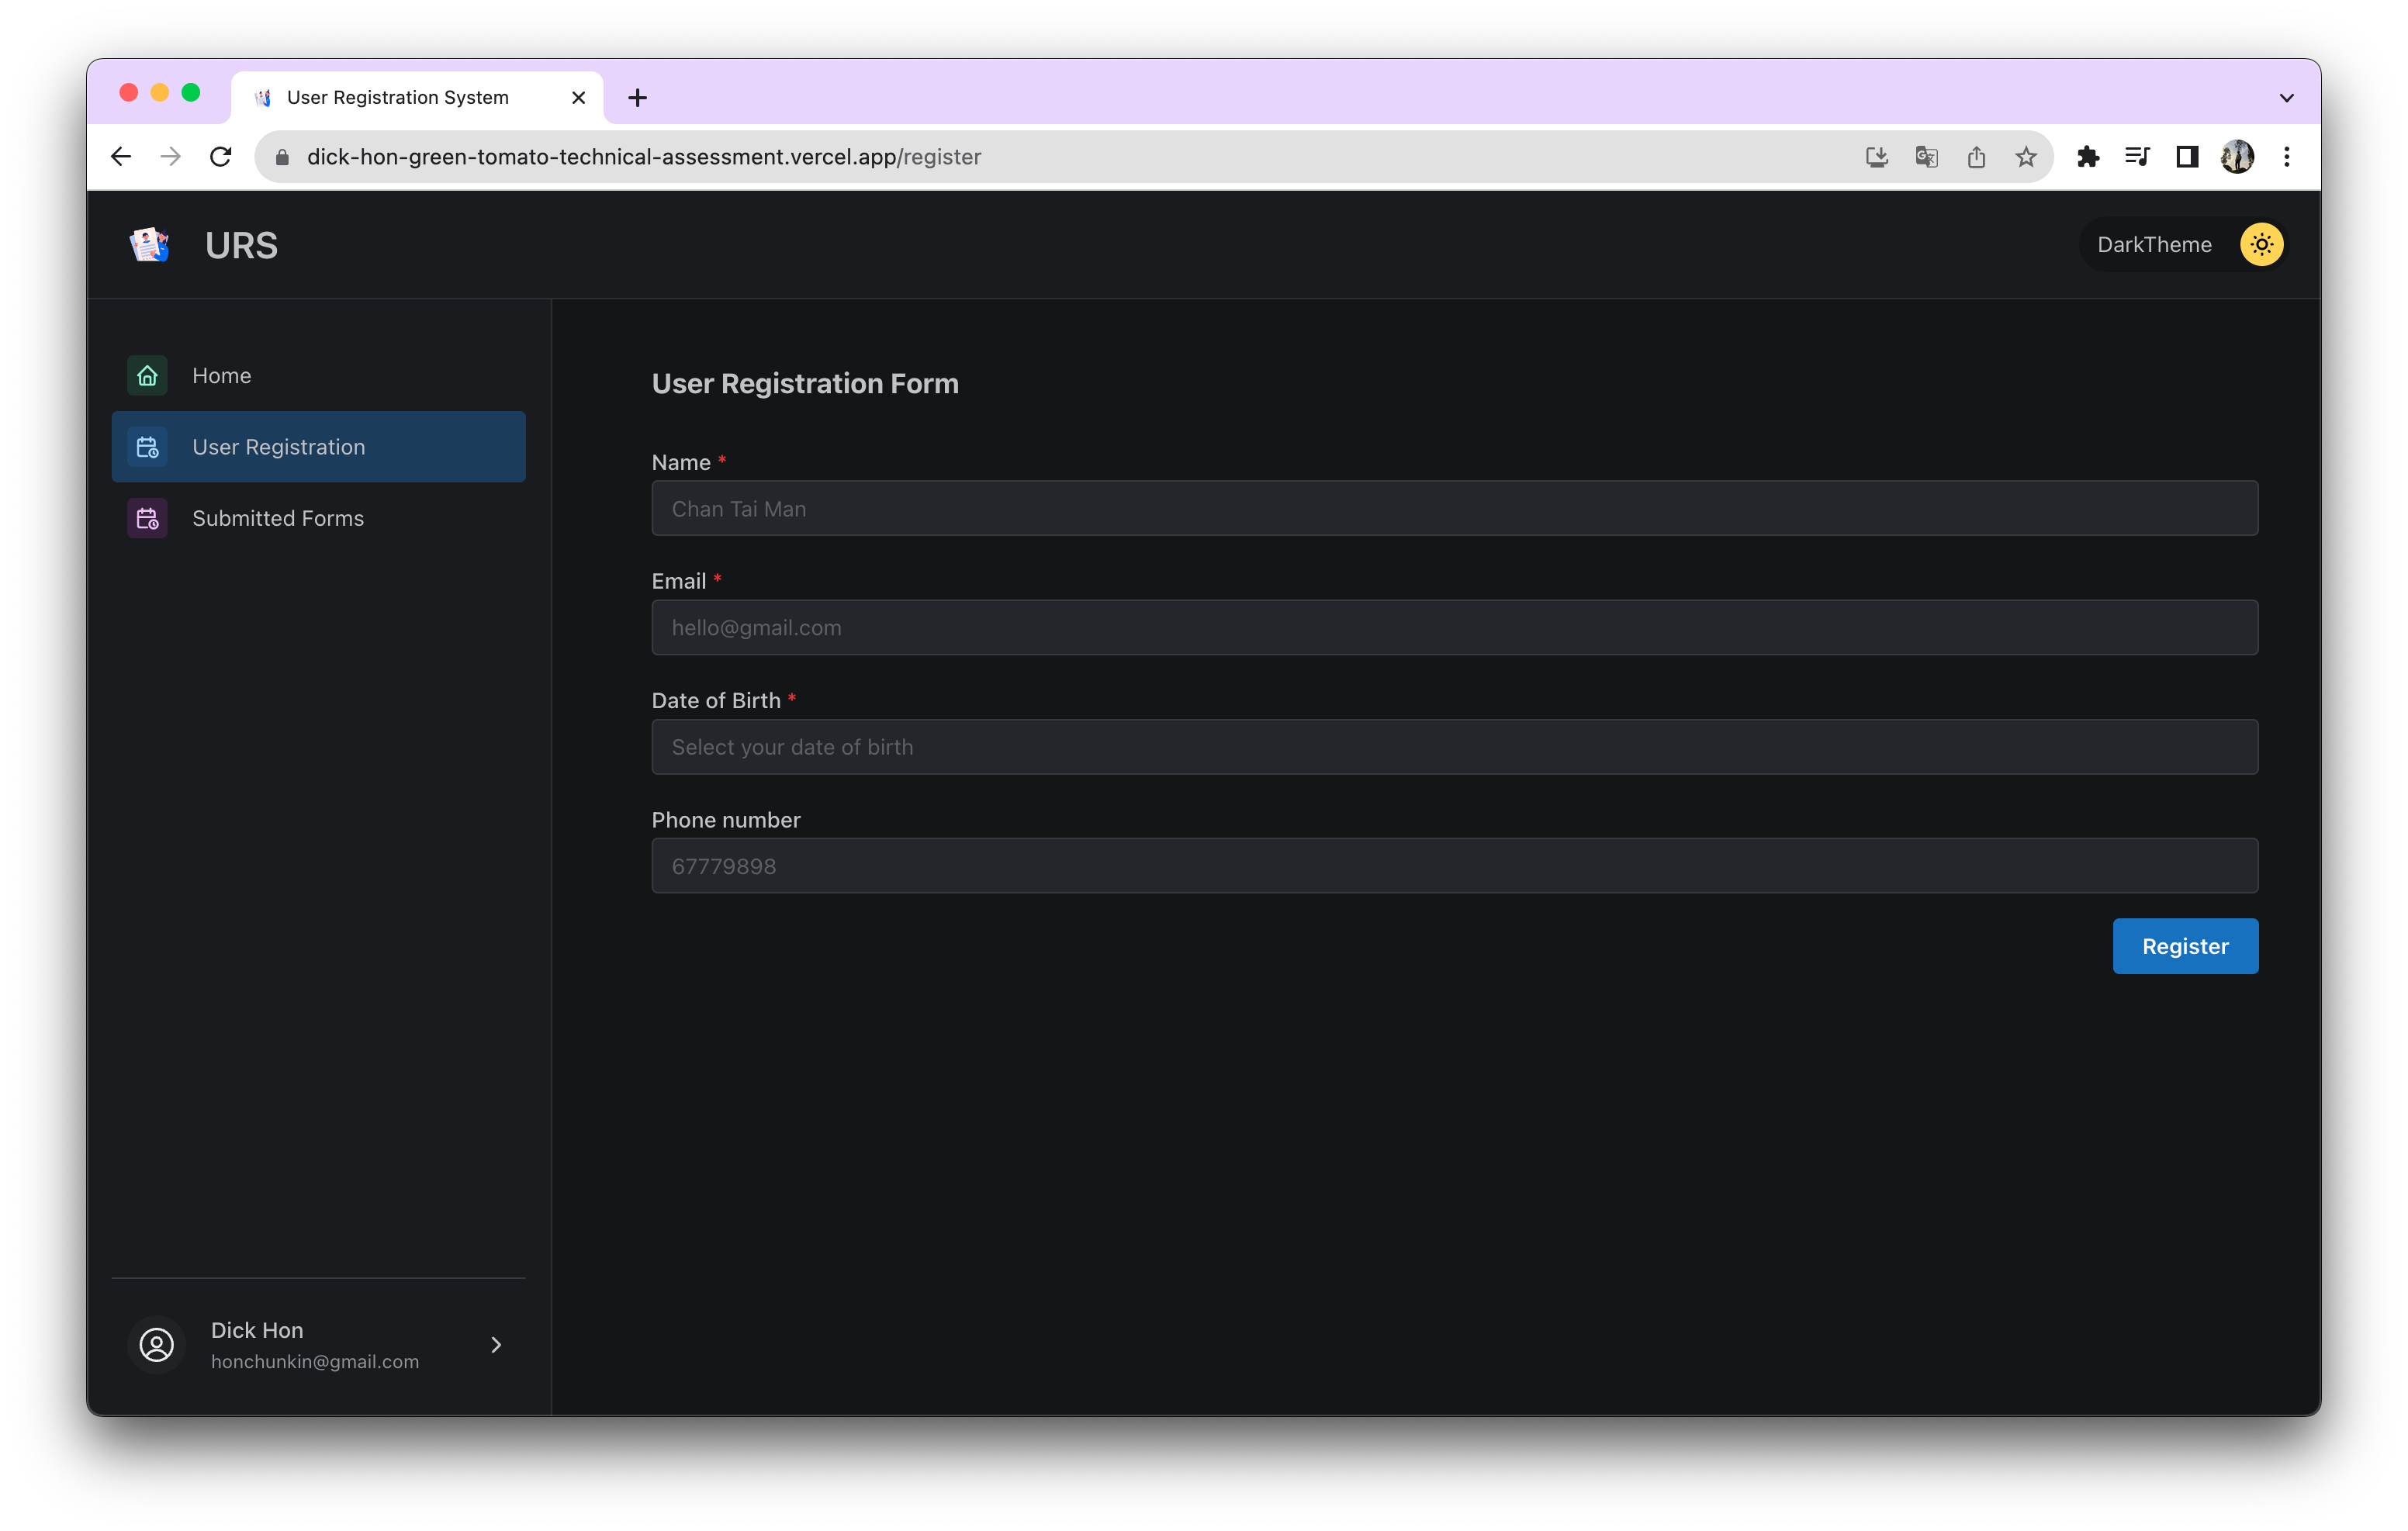 User Registration System
dick-hon-green-tomato-technical-assessment.vercel.app/register
URS
DarkTheme
Home
User Registration
Submitted Forms
User Registration Form
Name *
Chan Tai Man
Email *
hello@gmail.com
Date of Birth *
Select your date of birth
Phone number
67779898
Register
Dick Hon
honchunkin@gmail.com